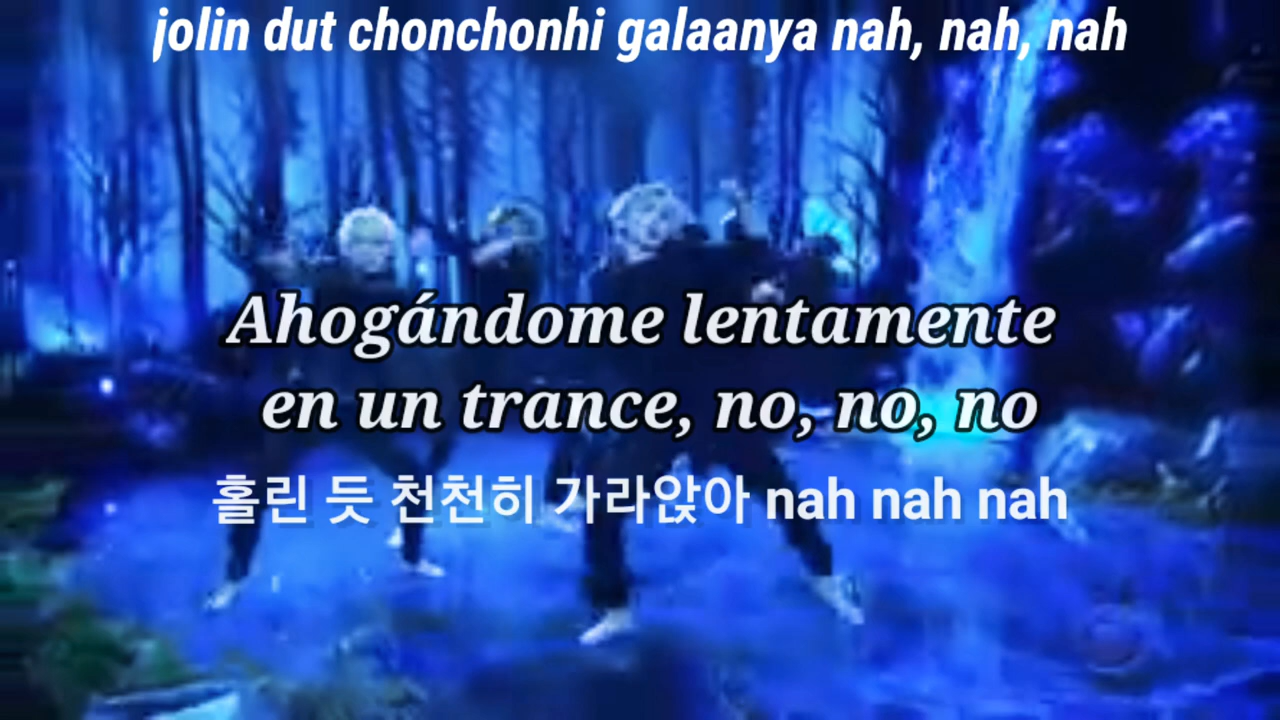 jolin dut chonchonhi galaanya nah, nah, nah
Ahogándome lentamente
en un trance, no, no, no
홀린 듯 천천히 가라앉아 nah nah nah